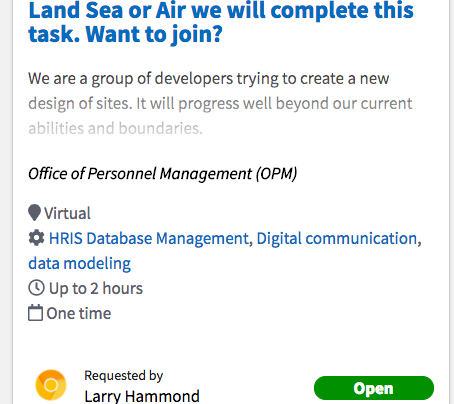 Land Sea or Air we will complete this
task. Want to join?
We are a group of developers trying to create a new
design of sites. It will progress well beyond our current
abilities and boundaries.
Office of Personnel Management (OPM)
Virtual
HRIS Database Management, Digital communication,
data modeling
Up to 2 hours
One time
Requested by
Larry Hammond
Open